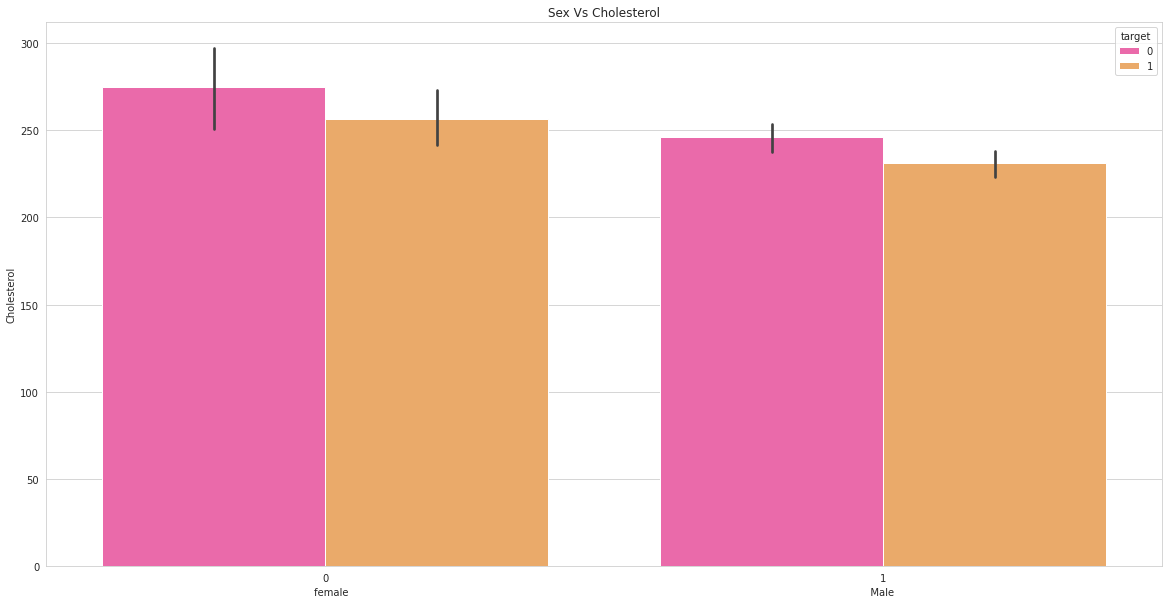 Sex Vs Cholesterol
target
0
1
Cholesterol
300
250
200
150
100
50
0
0 1
female Male